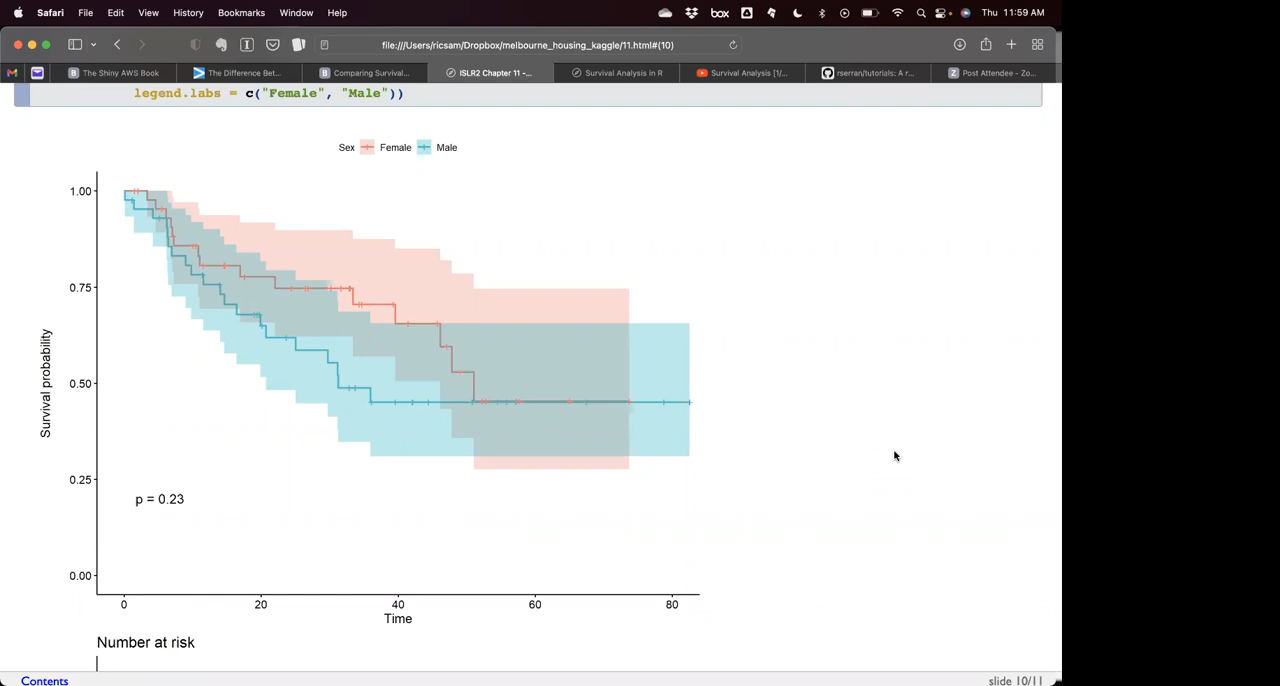 Safari File Edit View History Bookmarks Window Help box Thu 11:59 AM
file:///Users/ricsam/Dropbox/melbourne_housing_kaggle/11.html#(10)
The Shiny AWS Book The Difference Bet... Comparing Survival... ISLR2 Chapter 11 -... Survival Analysis in R Survival Analysis [1/... rserran/tutorials: A r... Post Attendee - Zo...
legend.labs = c("Female", "Male"))
Sex Female Male
1.00
0.75
0.50
0.25
0.00
Survival probability
p = 0.23
0 20 40 60 80
Time
Number at risk
Contents slide 10/11